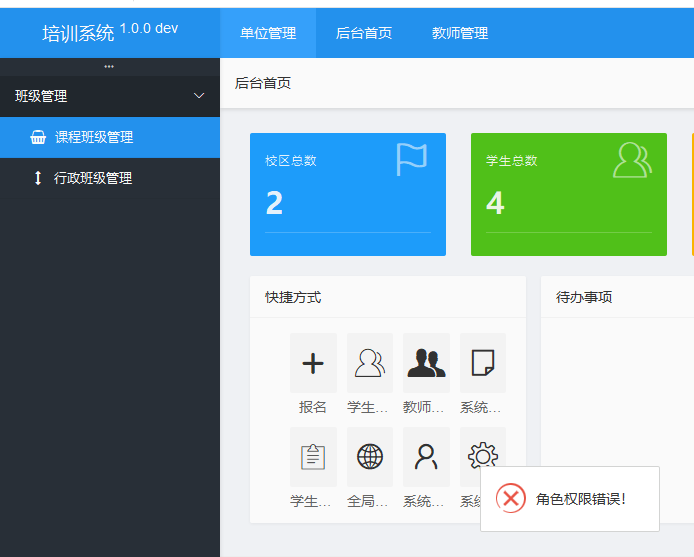 培训系统 1.0.0 dev
单位管理 后台首页 教师管理
班级管理
课程班级管理
行政班级管理
后台首页
校区总数
2
学生总数
4
快捷方式
报名 学生... 教师... 系统...
学生... 全局... 系统... 系统
待办事项
角色权限错误!